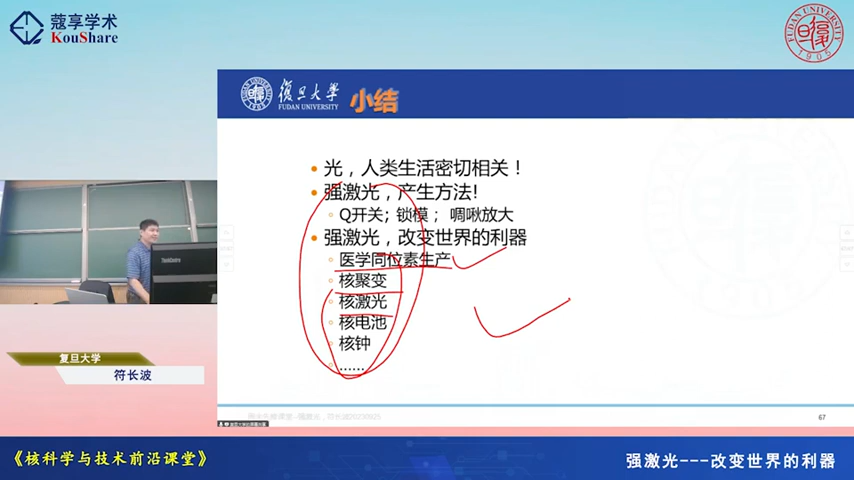 蔻享学术
KouShare
FUDAN UNIVERSITY
1905
復旦大学
FUDAN UNIVERSITY
小结
光，人类生活密切相关！
强激光，产生方法!
Q开关；锁模； 啁啾放大
强激光，改变世界的利器
医学同位素生产
核聚变
核激光
核电池
核钟
......
67
复旦大学
符长波
《核科学与技术前沿课堂》
强激光---改变世界的利器